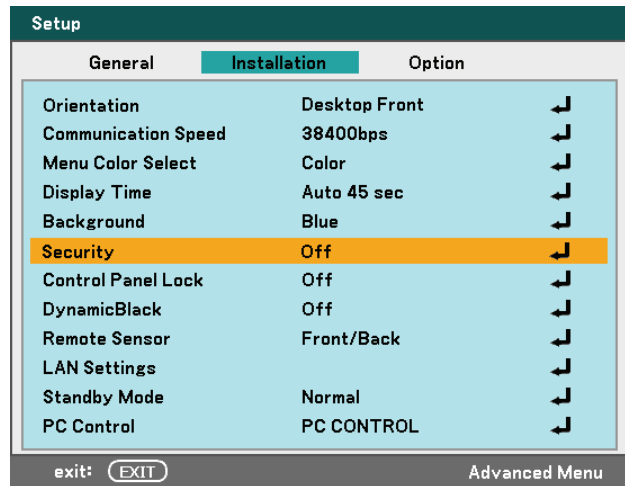 Setup
General Installation Option
Orientation Desktop Front
Communication Speed 38400bps
Menu Color Select Color
Display Time Auto 45 sec
Background Blue
Security Off
Control Panel Lock Off
DynamicBlack Off
Remote Sensor Front/Back
LAN Settings
Standby Mode Normal
PC Control PC CONTROL
exit: EXIT Advanced Menu